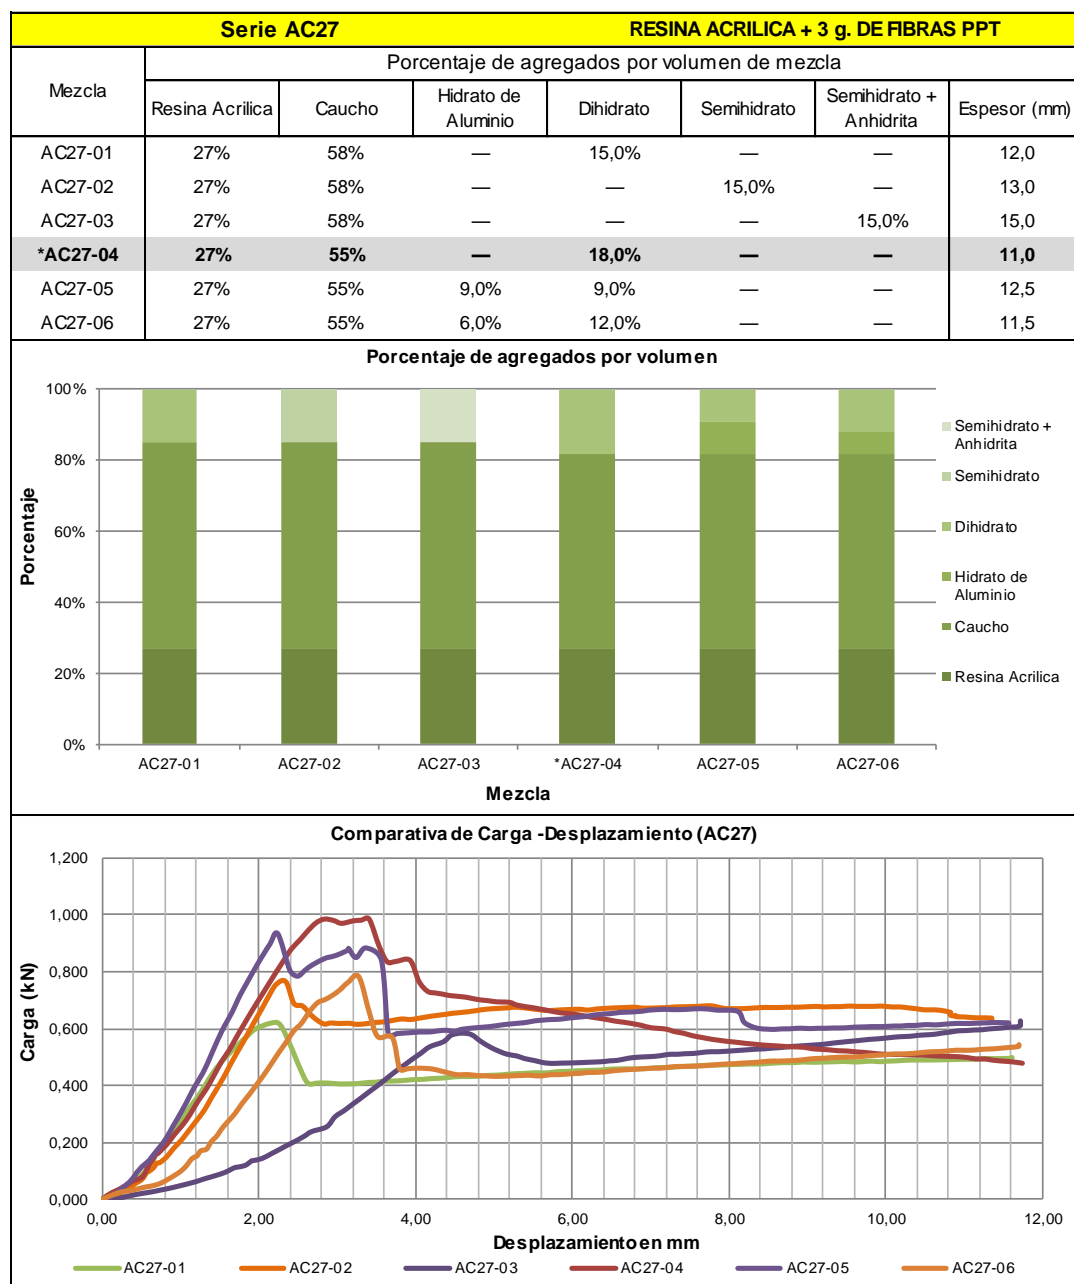 Serie AC27 RESINA ACRILICA + 3 g. DE FIBRAS PPT
Mezcla Porcentaje de agregados por volumen de mezcla
Resina Acrilica Caucho Hidrato de Aluminio Dihidrato Semihidrato Semihidrato + Anhidrita Espesor (mm)
AC27-01 27% 58% — 15,0% — — 12,0
AC27-02 27% 58% — — 15,0% — 13,0
AC27-03 27% 58% — — — 15,0% 15,0
*AC27-04 27% 55% — 18,0% — — 11,0
AC27-05 27% 55% 9,0% 9,0% — — 12,5
AC27-06 27% 55% 6,0% 12,0% — — 11,5
Porcentaje de agregados por volumen
Porcentaje
100%
80%
60%
40%
20%
0%
AC27-01 AC27-02 AC27-03 *AC27-04 AC27-05 AC27-06
Mezcla
Semihidrato +
Anhidrita
Semihidrato
Dihidrato
Hidrato de
Aluminio
Caucho
Resina Acrilica
Comparativa de Carga -Desplazamiento (AC27)
Carga (kN)
1,200
1,000
0,800
0,600
0,400
0,200
0,000
0,00 2,00 4,00 6,00 8,00 10,00 12,00
Desplazamiento en mm
AC27-01 AC27-02 AC27-03 AC27-04 AC27-05 AC27-06